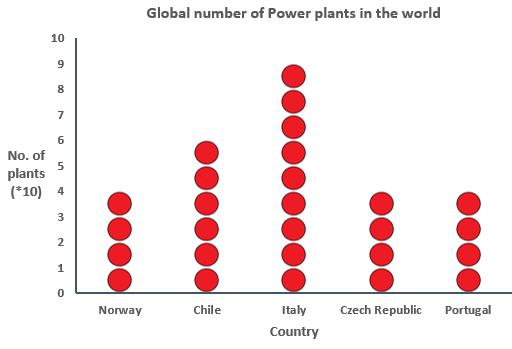 Global number of Power plants in the world
10
9
8
7
6
5
4
3
2
1
0
No. of
plants
(*10)
Norway Chile Italy Czech Republic Portugal
Country